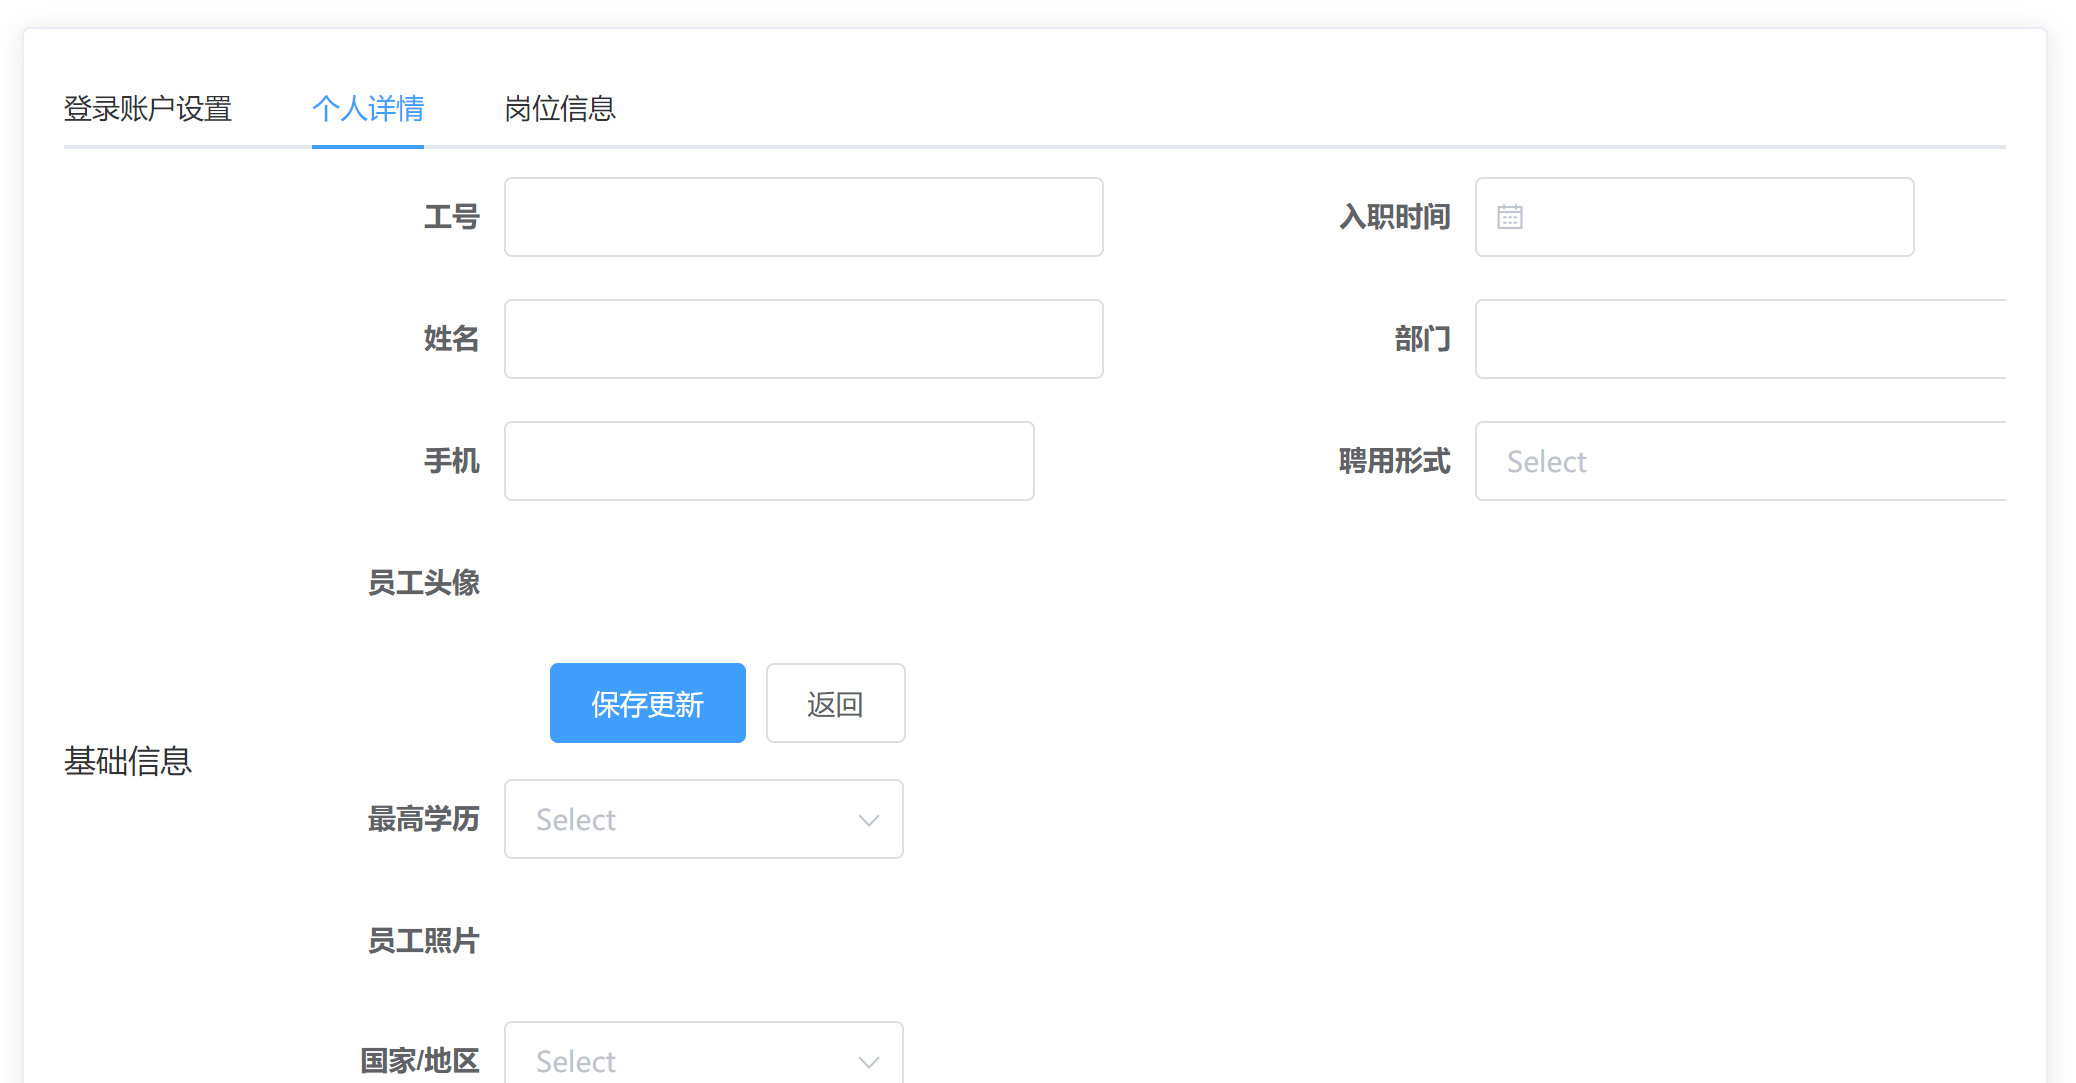 登录账户设置 个人详情 岗位信息
工号 入职时间
姓名 部门
手机 聘用形式 Select
员工头像
保存更新 返回
基础信息
最高学历 Select
员工照片
国家/地区 Select